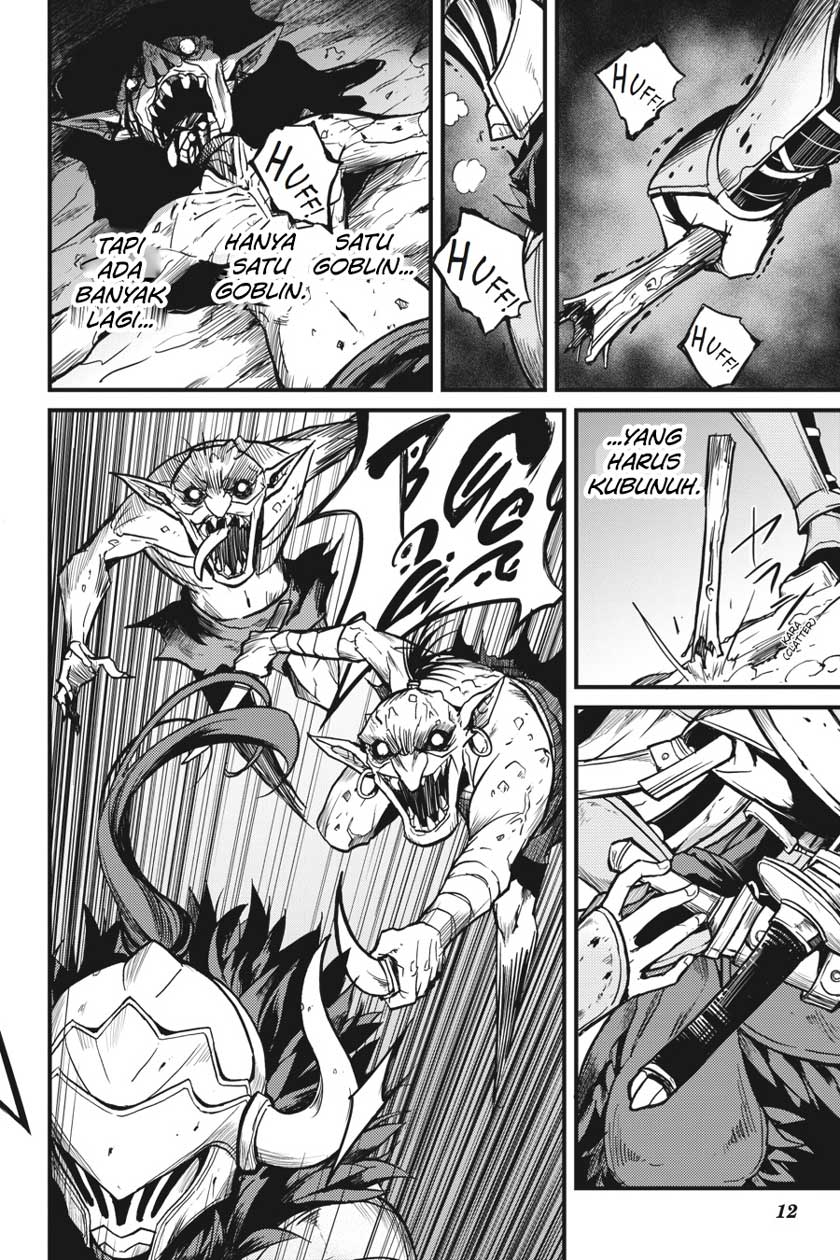 HUFF!
HUFF!
HUFF!
HUFF!
SATU
GOBLIN...
HANYA
SATU
GOBLIN.
TAPI
ADA
BANYAK
LAGI...
...YANG
HARUS
KUBUNUH.
KARA
(CLATTER)
12